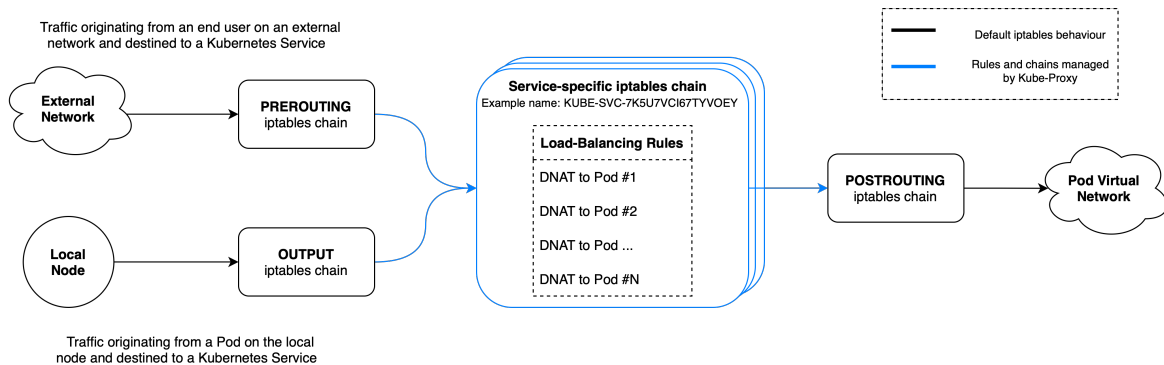 Traffic originating from an end user on an external
network and destined to a Kubernetes Service
External
Network
PREROUTING
iptables chain
Local
Node
OUTPUT
iptables chain
Traffic originating from a Pod on the local
node and destined to a Kubernetes Service
Service-specific iptables chain
Example name: KUBE-SVC-7K5U7VCI67TYVOEY
Load-Balancing Rules
DNAT to Pod #1
DNAT to Pod #2
DNAT to Pod ...
DNAT to Pod #N
POSTROUTING
iptables chain
Pod Virtual
Network
Default iptables behaviour
Rules and chains managed
by Kube-Proxy